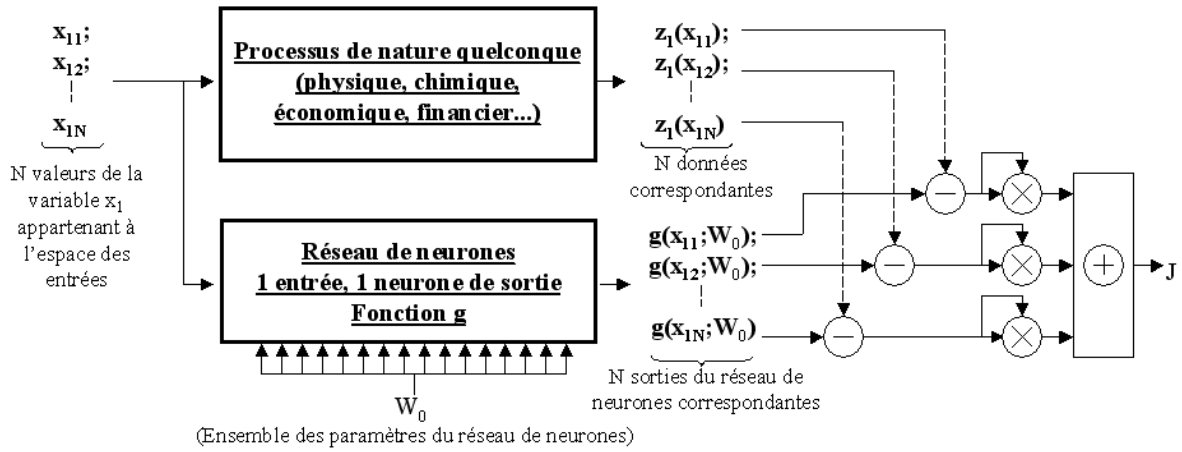 x11;
x12;
x1N
N valeurs de la
variable x1
appartenant à
l'espace des
entrées
Processus de nature quelconque
(physique, chimique,
économique, financier...)
z1(x11);
z1(x12);
z1(x1N)
N données
correspondantes
Réseau de neurones
1 entrée, 1 neurone de sortie
Fonction g
W0
(Ensemble des paramètres du réseau de neurones)
g(x11;W0);
g(x12;W0);
g(x1N;W0)
N sorties du réseau de
neurones correspondantes
−
×
−
×
−
×
+
J